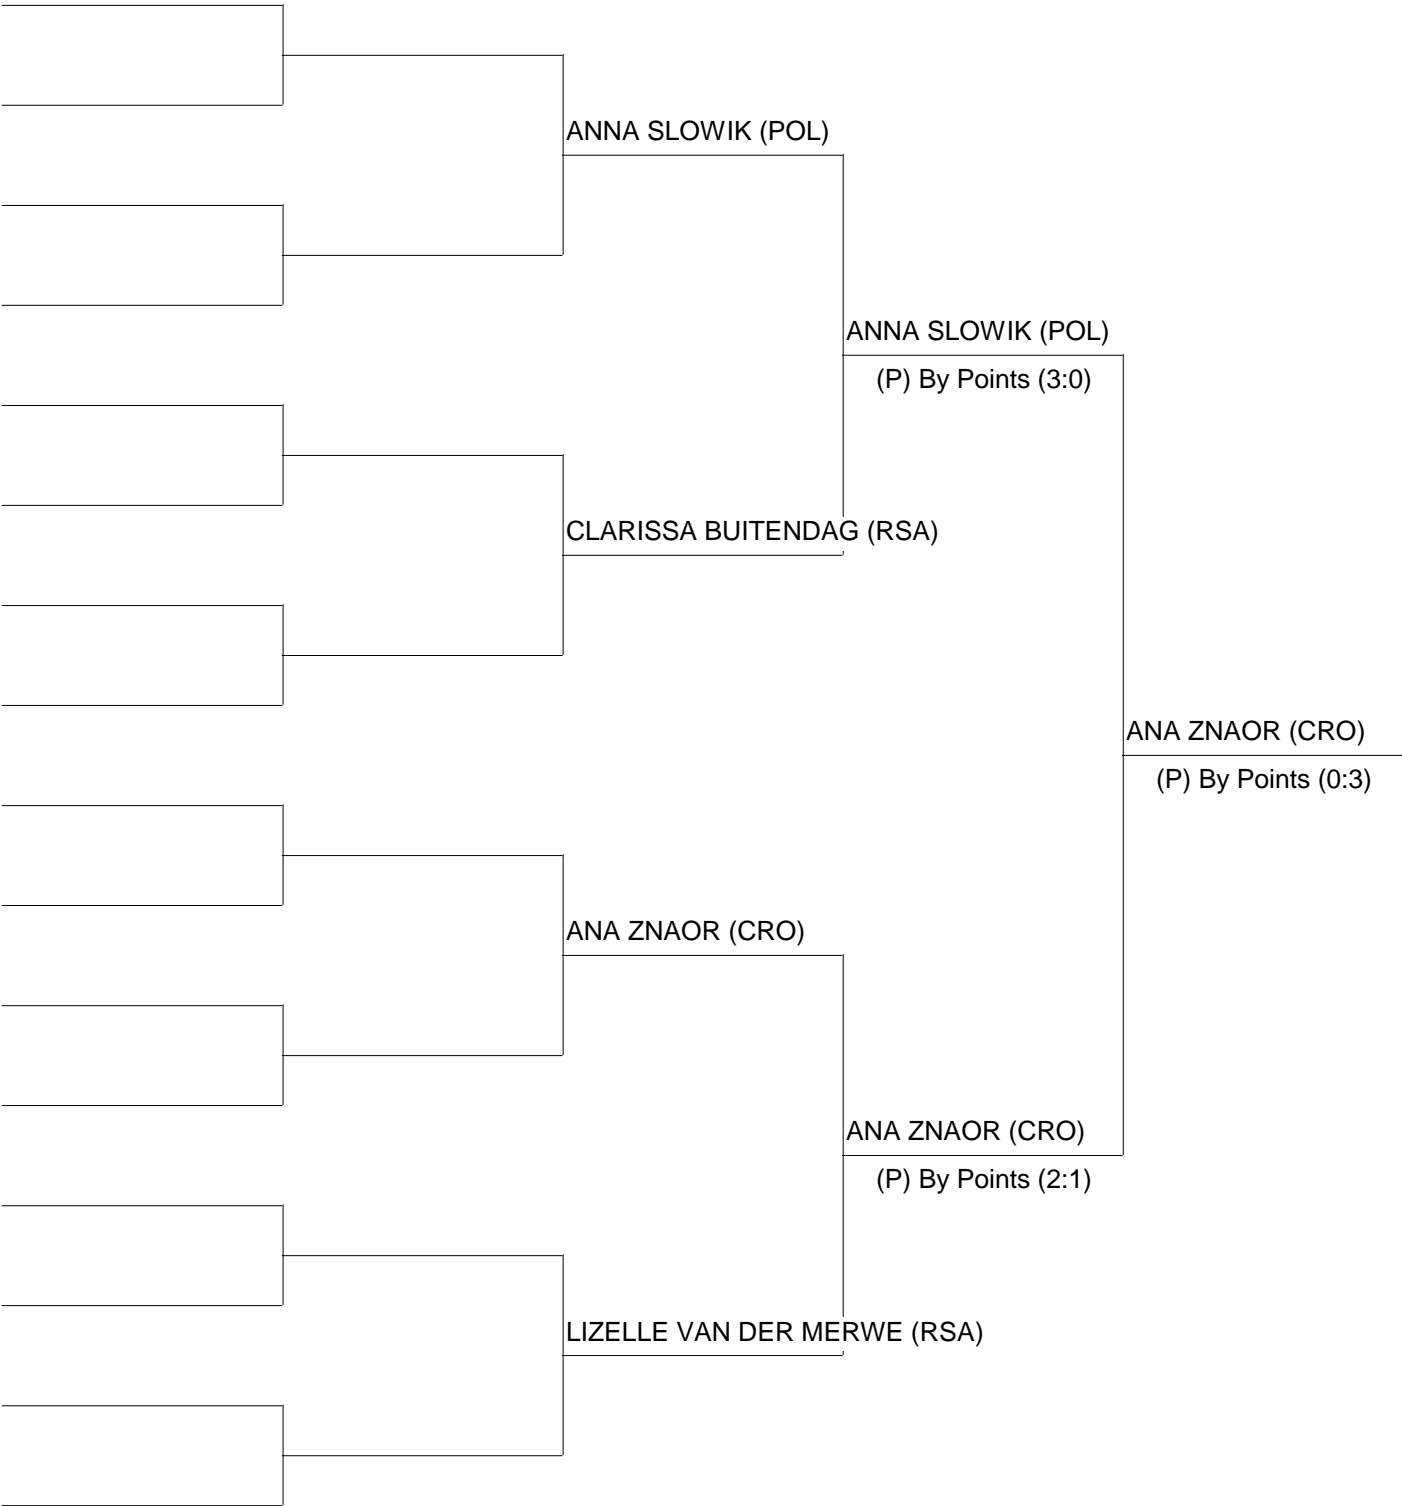 ANNA SLOWIK (POL)
ANNA SLOWIK (POL)
(P) By Points (3:0)
CLARISSA BUITENDAG (RSA)
ANA ZNAOR (CRO)
(P) By Points (0:3)
ANA ZNAOR (CRO)
ANA ZNAOR (CRO)
(P) By Points (2:1)
LIZELLE VAN DER MERWE (RSA)